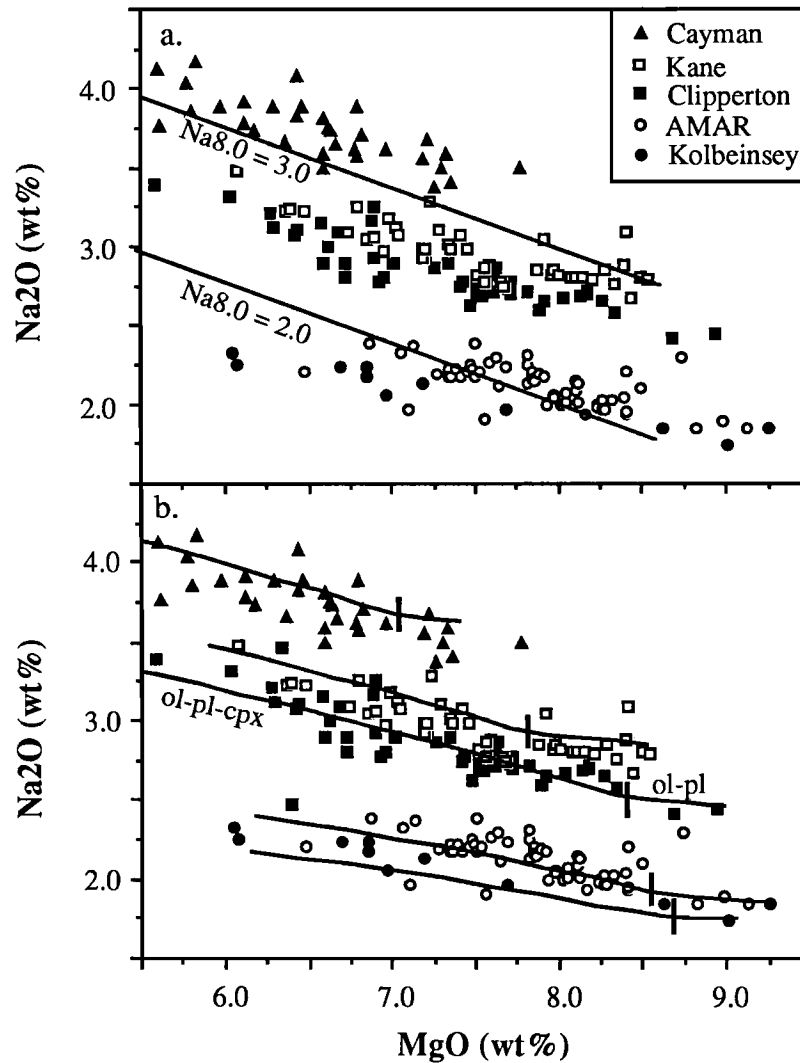 a.
Cayman
Kane
Clipperton
AMAR
Kolbeinsey
4.0
3.0
2.0
Na8.0 = 3.0
Na8.0 = 2.0
Na2O (wt%)
b.
4.0
3.0
2.0
ol-pl-cpx
ol-pl
Na2O (wt%)
6.0 7.0 8.0 9.0
MgO (wt%)